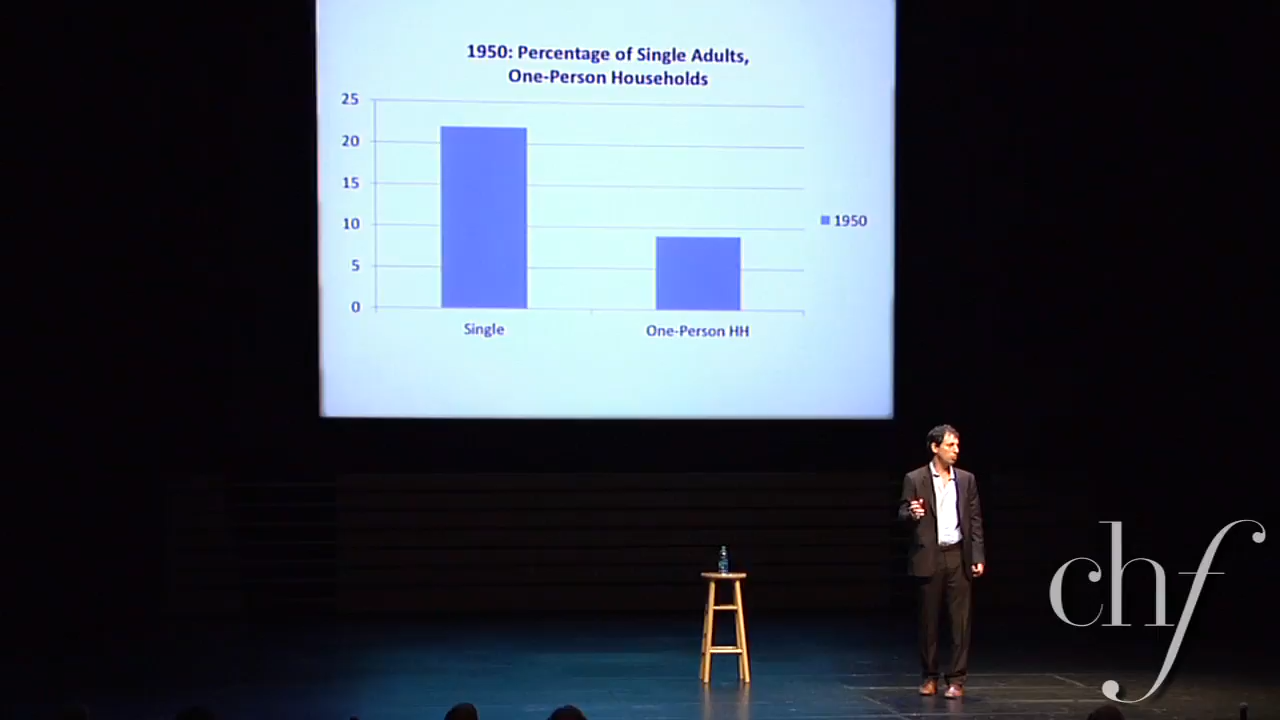 1950: Percentage of Single Adults,
One-Person Households
25
20
15
10
5
0
1950
Single
One-Person HH
chf